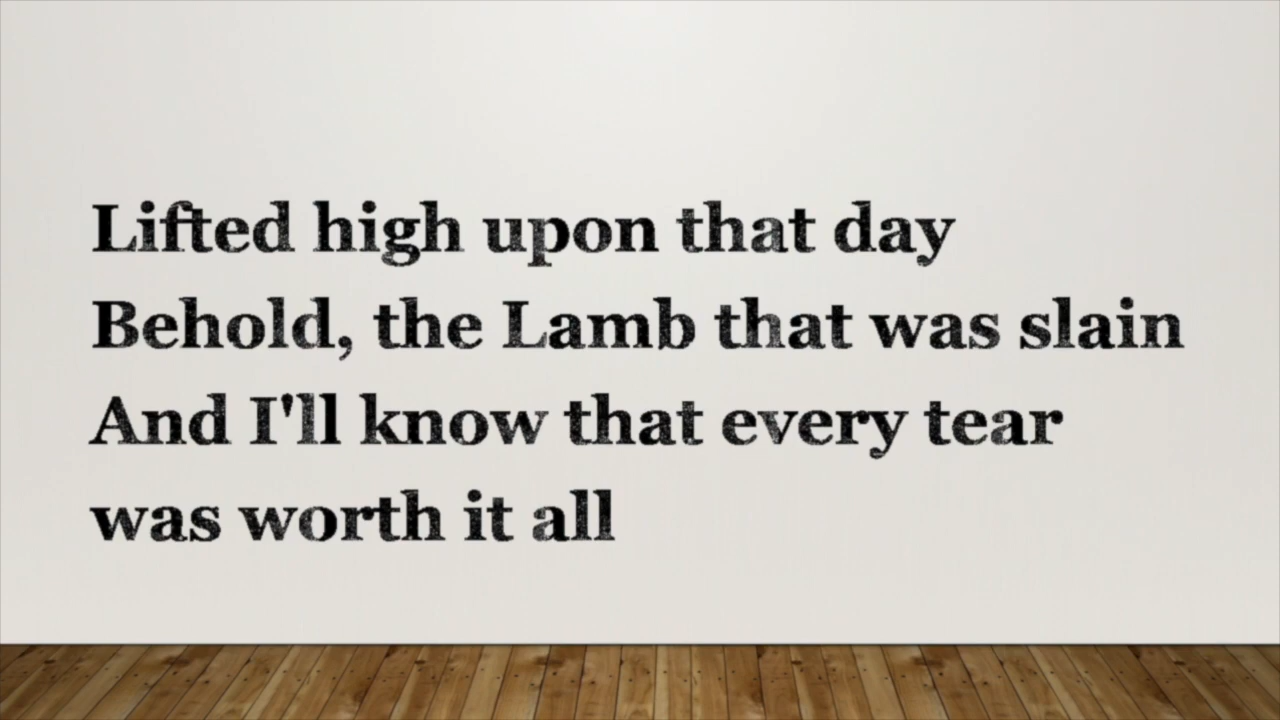 Lifted high upon that day
Behold, the Lamb that was slain
And I'll know that every tear
was worth it all